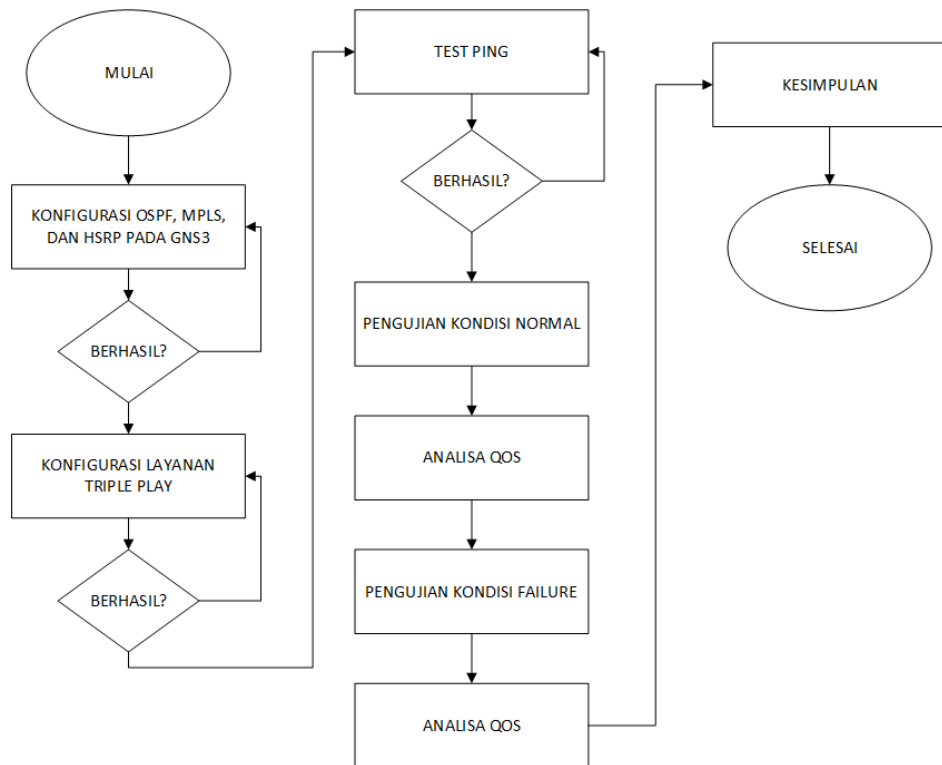 MULAI
KONFIGURASI OSPF, MPLS,
DAN HSRP PADA GNS3
BERHASIL?
KONFIGURASI LAYANAN
TRIPLE PLAY
BERHASIL?
TEST PING
BERHASIL?
PENGUJIAN KONDISI NORMAL
ANALISA QOS
PENGUJIAN KONDISI FAILURE
ANALISA QOS
KESIMPULAN
SELESAI